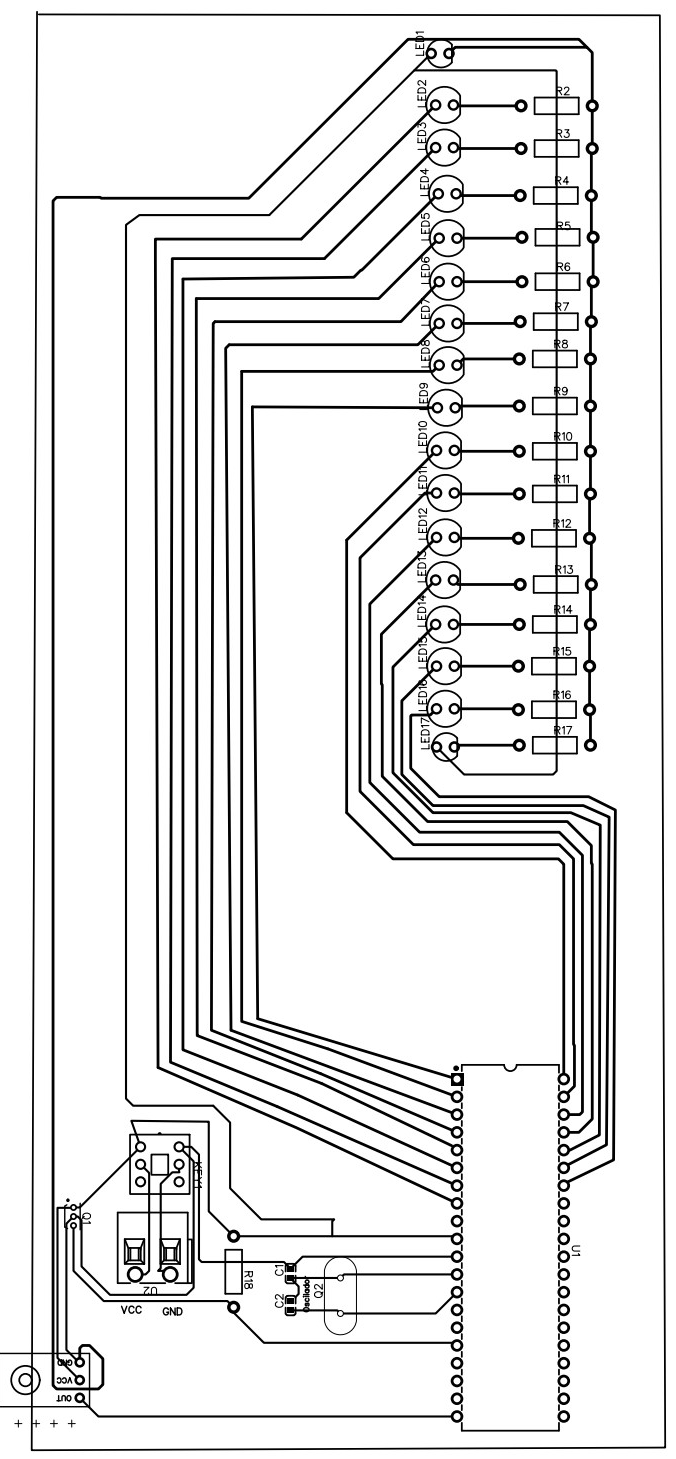 LED1
LED2
R2
LED3
R3
LED4
R4
LED5
R5
LED6
R6
LED7
R7
LED8
R8
LED9
R9
LED10
R10
LED11
R11
LED12
R12
LED13
R13
LED14
R14
LED15
R15
LED16
R16
LED17
R17
KEY1
Q1
U1
U2
VCC
GND
R18
C1
C2
Oscilador
Q2
GND
VCC
OUT
+ + + +